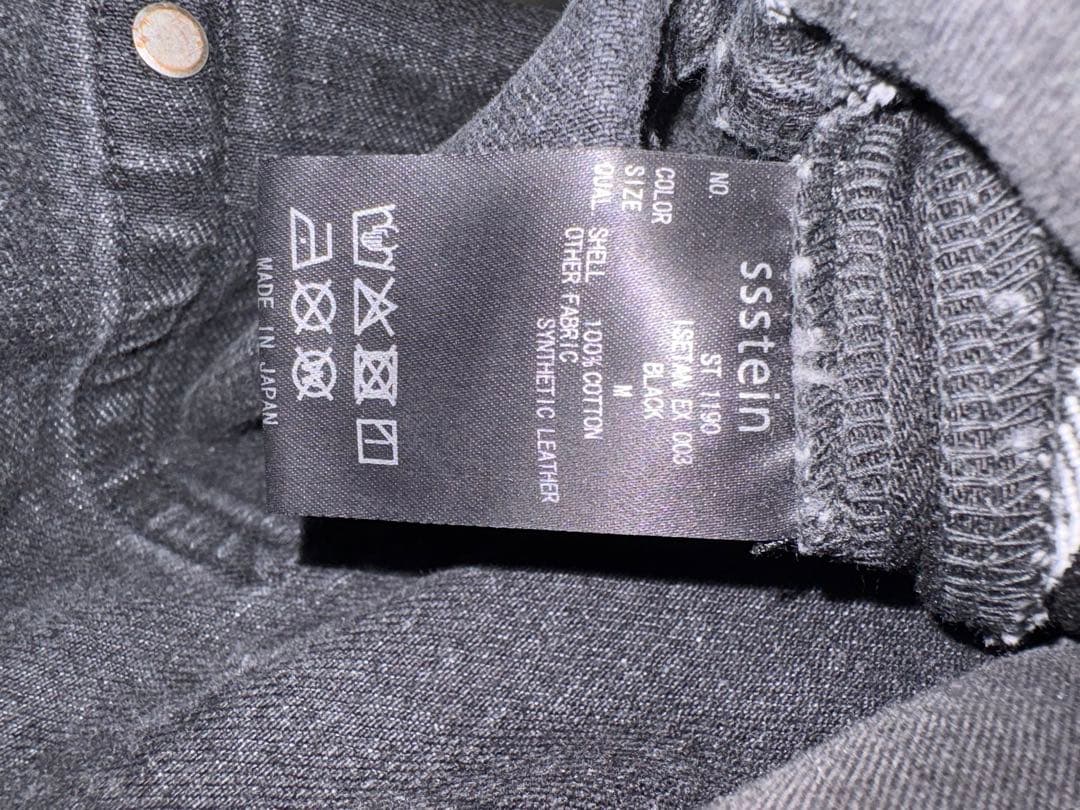 ssstein
ST 1190
NO. ISETAN EX 003
COLOR BLACK
SIZE M
QUAL SHELL 100% COTTON
OTHER FABRIC
SYNTHETIC LEATHER
MADE IN JAPAN